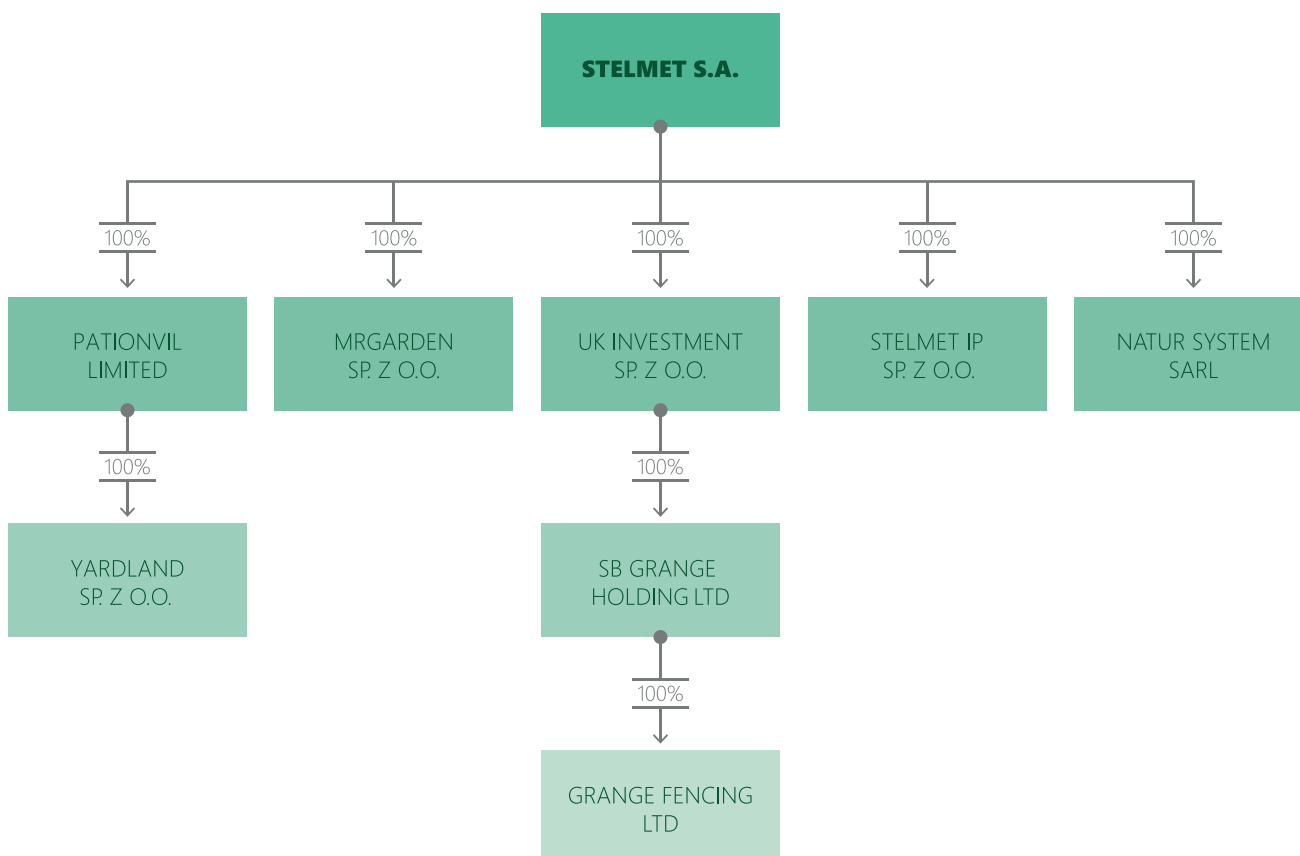 STELMET S.A.
100%
100%
100%
100%
100%
PATIONVIL
LIMITED
MRGARDEN
SP. Z O.O.
UK INVESTMENT
SP. Z O.O.
STELMET IP
SP. Z O.O.
NATUR SYSTEM
SARL
100%
100%
YARDLAND
SP. Z O.O.
SB GRANGE
HOLDING LTD
100%
GRANGE FENCING
LTD